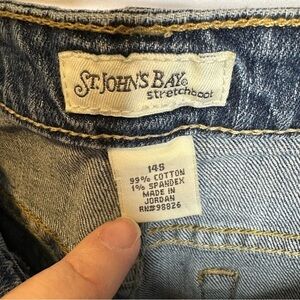 ST. JOHN'S BAY®
stretchboot
14S
99% COTTON
1% SPANDEX
MADE IN
JORDAN
RN#98826